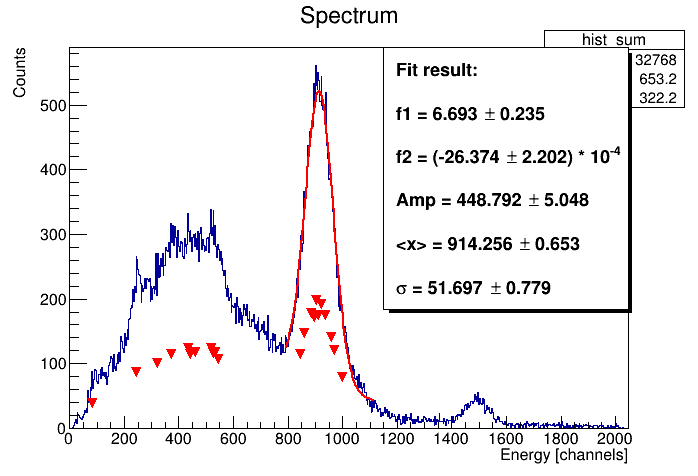 Spectrum
hist_sum
32768
653.2
322.2
Fit result:
f1 = 6.693 ± 0.235
f2 = (-26.374 ± 2.202) * 10-4
Amp = 448.792 ± 5.048
<x> = 914.256 ± 0.653
σ = 51.697 ± 0.779
Counts
500
400
300
200
100
0
0 200 400 600 800 1000 1200 1400 1600 1800 2000
Energy [channels]